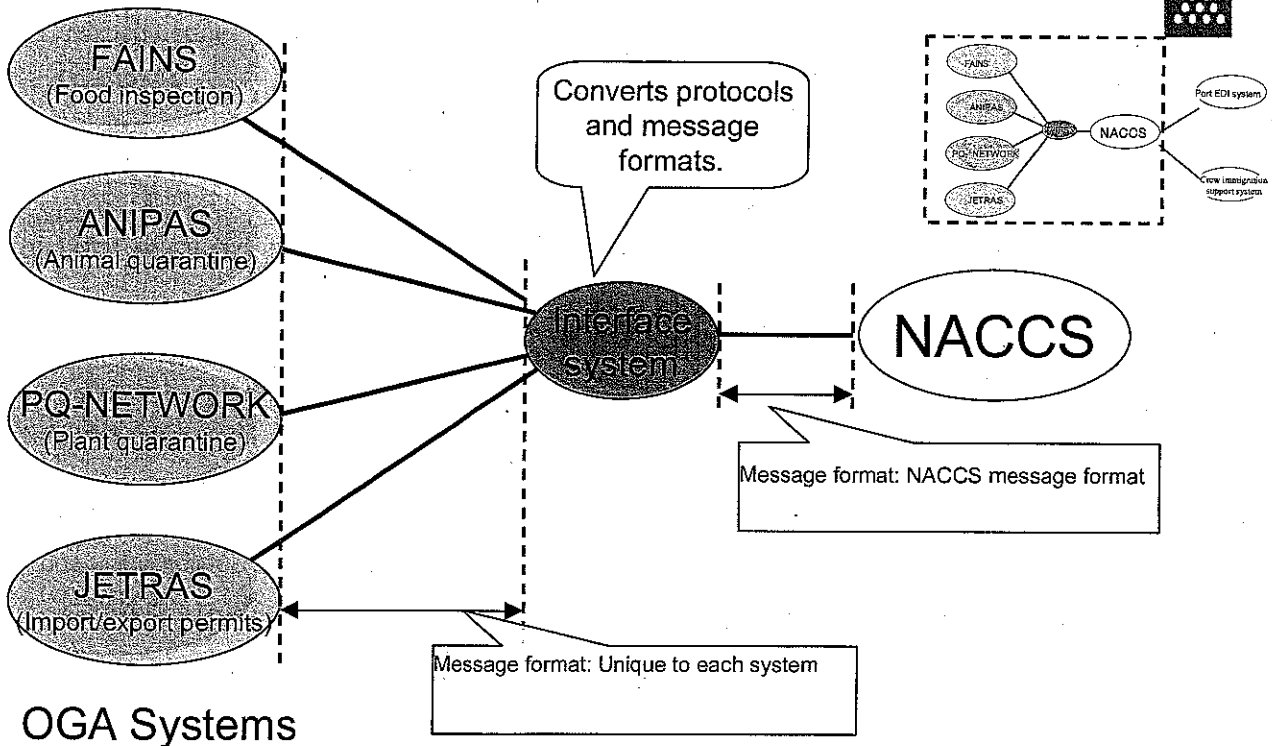 FAINS
(Food inspection)
ANIPAS
(Animal quarantine)
PQ-NETWORK
(Plant quarantine)
JETRAS
(Import/export permits)
OGA Systems
Converts protocols
and message
formats.
Interface
system
NACCS
Message format: NACCS message format
Message format: Unique to each system
FAINS
ANIPAS
PQ-NETWORK
JETRAS
NACCS
Port EDI system
Crew immigration
support system